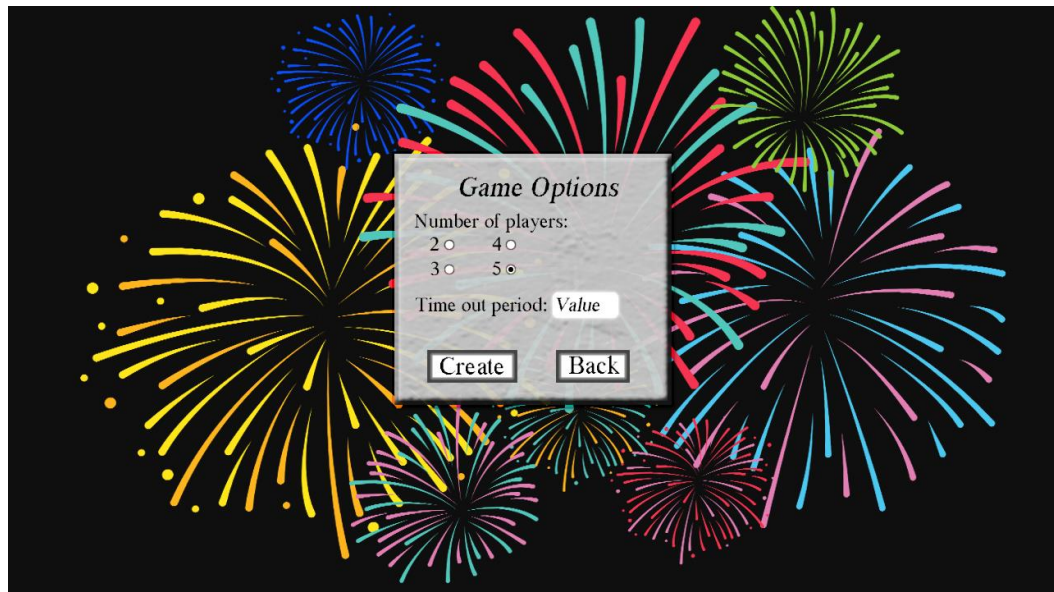 Game Options
Number of players:
2 4
3 5
Time out period: Value
Create Back